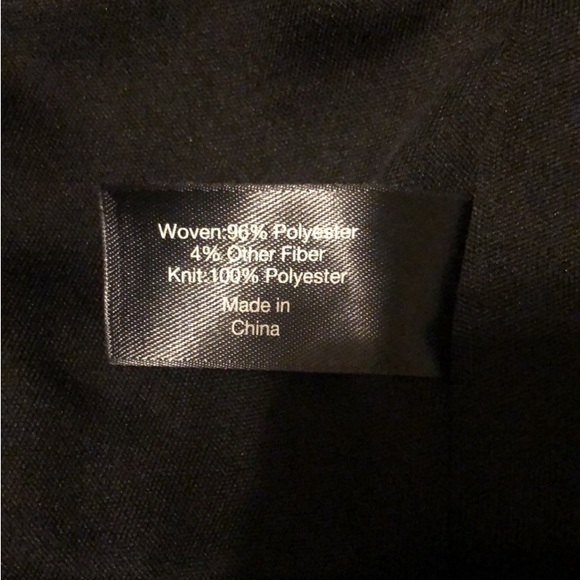 Woven:96% Polyester
4% Other Fiber
Knit:100% Polyester
Made in
China